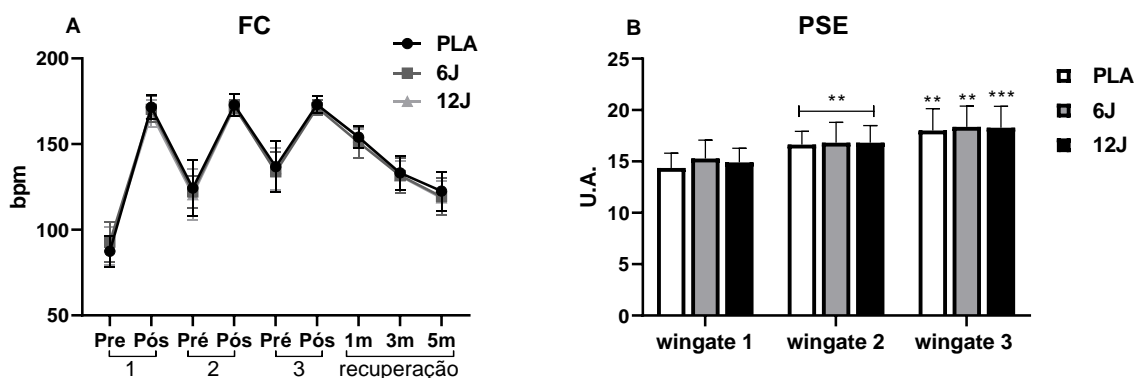 A
FC
PLA
6J
12J
200
150
100
50
bpm
Pre Pós Pré Pós Pré Pós 1m 3m 5m
1 2 3 recuperação
B
PSE
PLA
6J
12J
25
20
15
10
5
0
U.A.
** ** ** ***
wingate 1 wingate 2 wingate 3